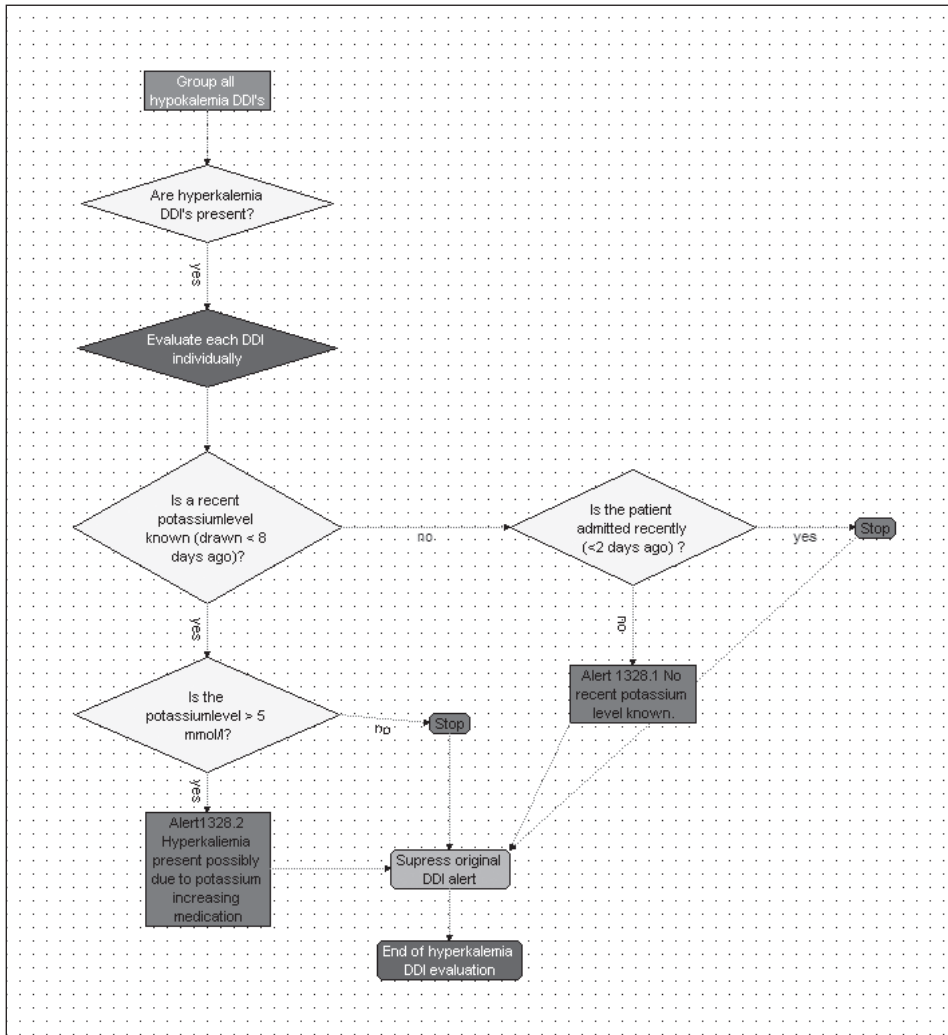 Group all
hypokalemia DDI's
Are hyperkalemia
DDI's present?
yes
Evaluate each DDI
individually
Is a recent
potassiumlevel
known (drawn < 8
days ago)?
no
Is the patient
admitted recently
(<2 days ago) ?
yes
Stop
yes
no
Alert 1328.1 No
recent potassium
level known.
Is the
potassiumlevel > 5
mmol/l?
no
Stop
yes
Alert1328.2
Hyperkaliemia
present possibly
due to potassium
increasing
medication
Supress original
DDI alert
End of hyperkalemia
DDI evaluation